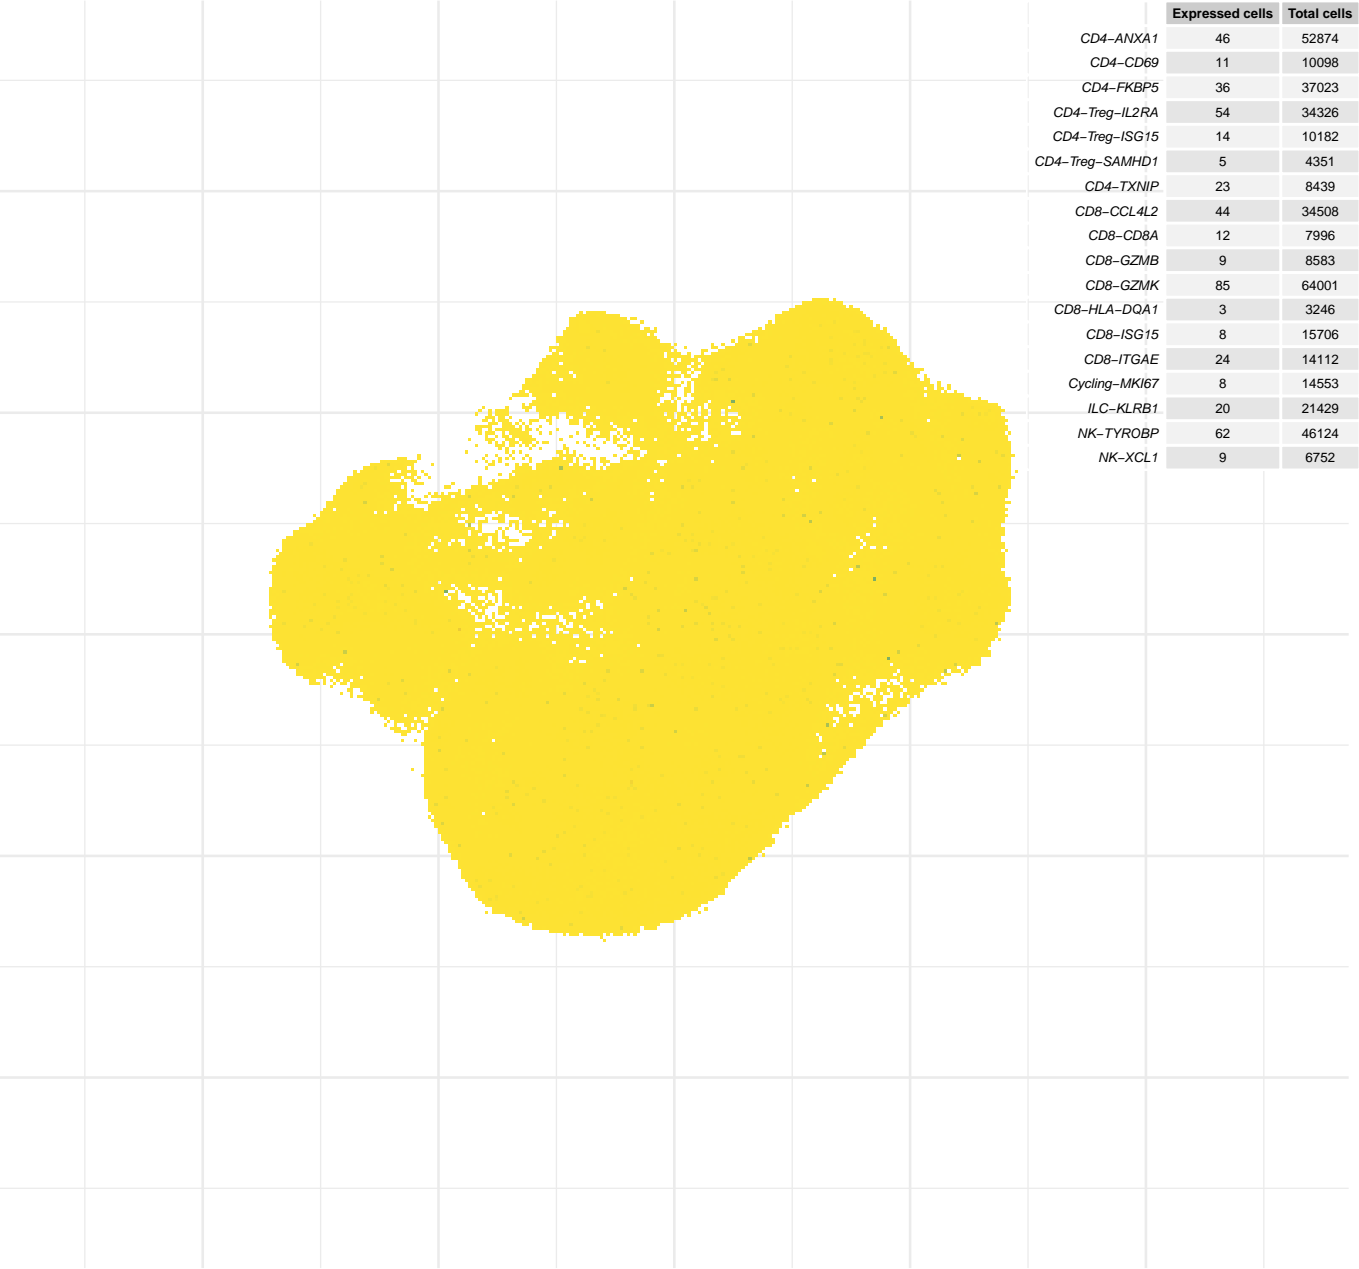 Expressed cells Total cells
CD4−ANXA1 46 52874
CD4−CD69 11 10098
CD4−FKBP5 36 37023
CD4−Treg−IL2RA 54 34326
CD4−Treg−ISG15 14 10182
CD4−Treg−SAMHD1 5 4351
CD4−TXNIP 23 8439
CD8−CCL4L2 44 34508
CD8−CD8A 12 7996
CD8−GZMB 9 8583
CD8−GZMK 85 64001
CD8−HLA−DQA1 3 3246
CD8−ISG15 8 15706
CD8−ITGAE 24 14112
Cycling−MKI67 8 14553
ILC−KLRB1 20 21429
NK−TYROBP 62 46124
NK−XCL1 9 6752